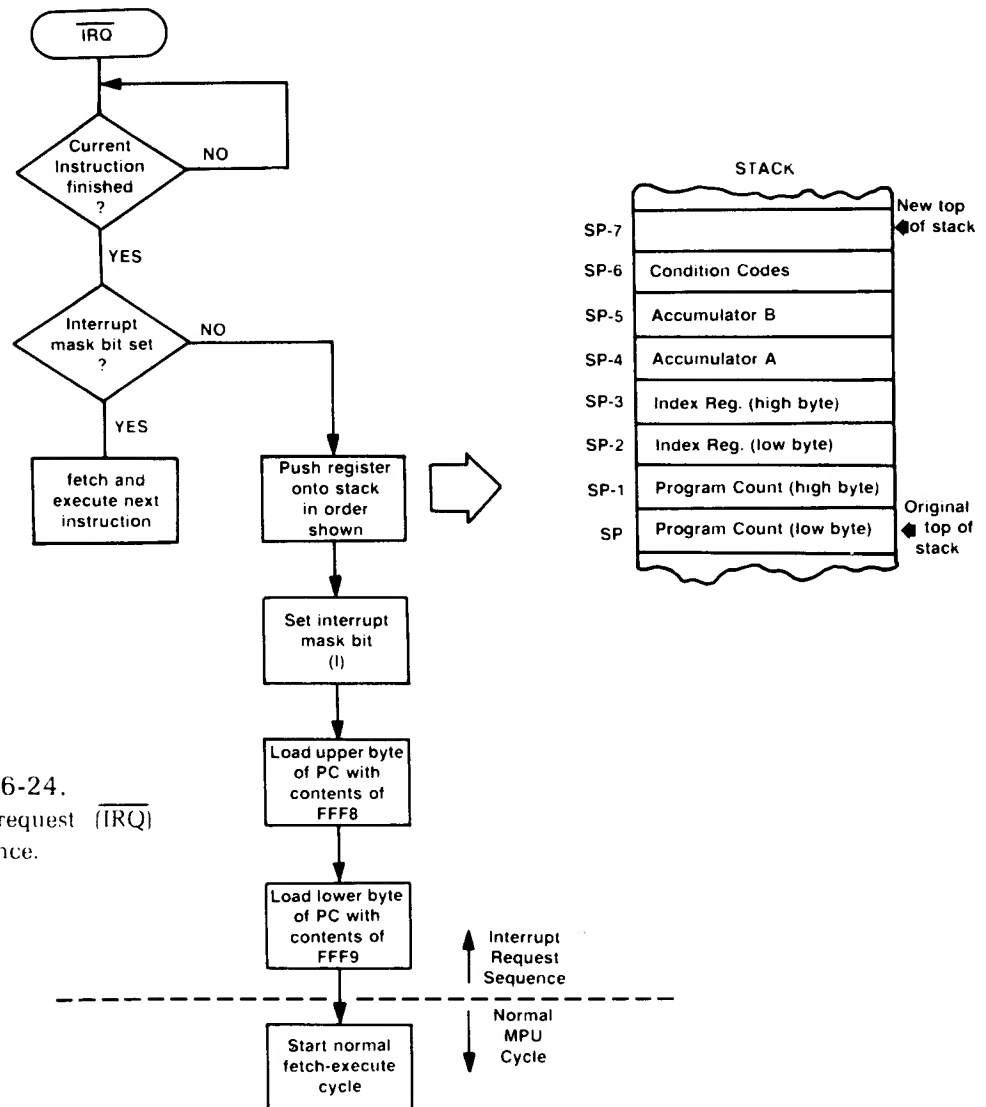 IRQ
Current
Instruction
finished
?
NO
YES
Interrupt
mask bit set
?
NO
YES
fetch and
execute next
instruction
Push register
onto stack
in order
shown
STACK
New top
of stack
SP-7
SP-6 Condition Codes
SP-5 Accumulator B
SP-4 Accumulator A
SP-3 Index Reg. (high byte)
SP-2 Index Reg. (low byte)
SP-1 Program Count (high byte)
SP Program Count (low byte)
Original
top of
stack
Set interrupt
mask bit
(I)
Load upper byte
of PC with
contents of
FFF8
6-24.
request (IRQ)
nce.
Load lower byte
of PC with
contents of
FFF9
Interrupt
Request
Sequence
Normal
MPU
Cycle
Start normal
fetch-execute
cycle